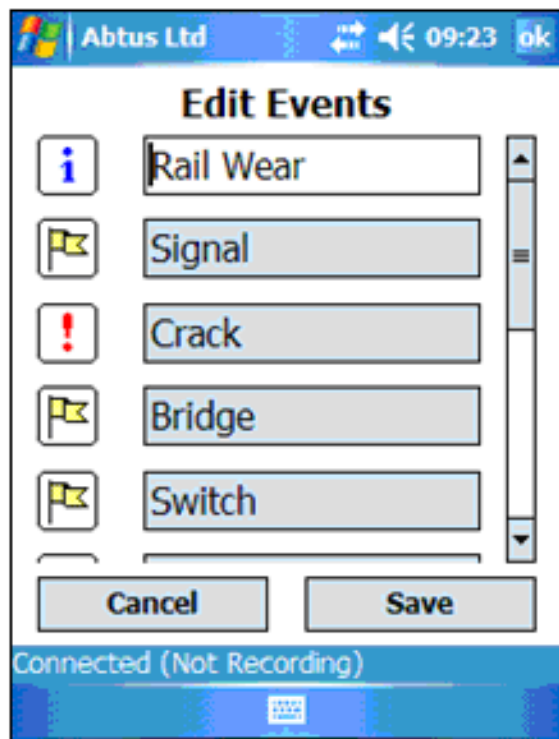 Abtus Ltd 09:23 ok
Edit Events
Rail Wear
Signal
Crack
Bridge
Switch
Cancel Save
Connected (Not Recording)